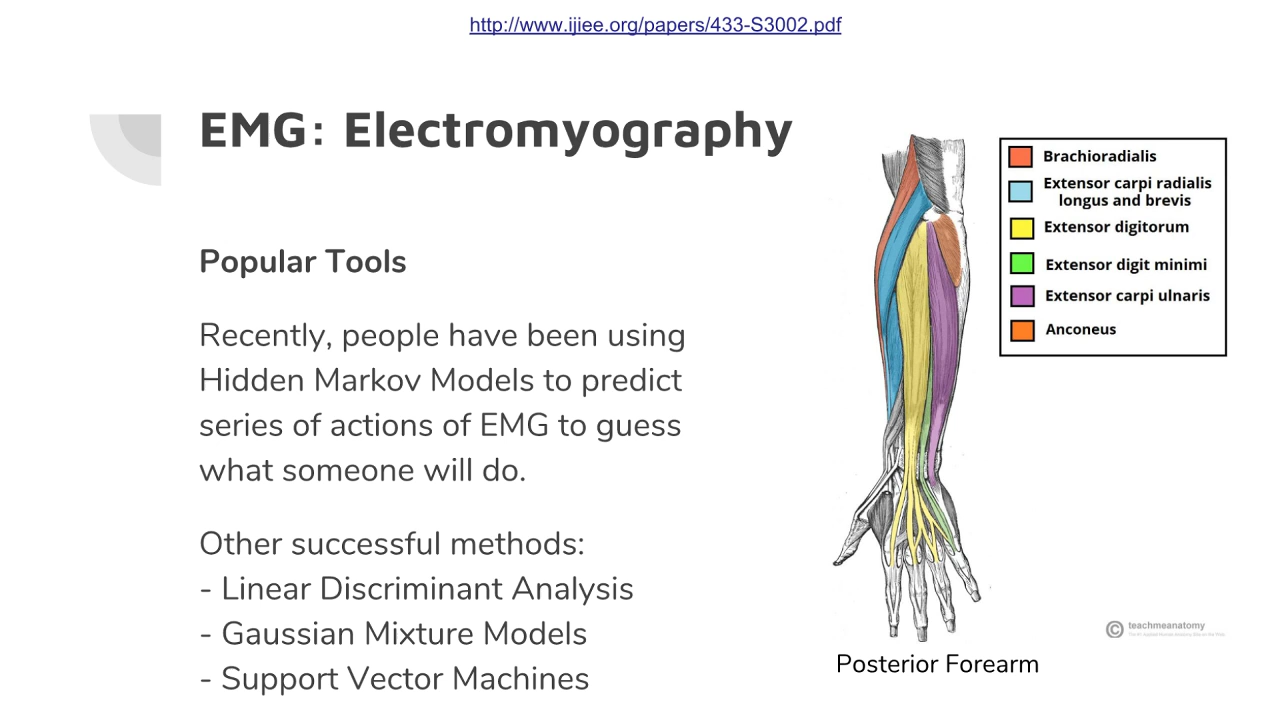 http://www.ijiee.org/papers/433-S3002.pdf
EMG: Electromyography
Popular Tools
Recently, people have been using
Hidden Markov Models to predict
series of actions of EMG to guess
what someone will do.
Other successful methods:
- Linear Discriminant Analysis
- Gaussian Mixture Models
- Support Vector Machines
Brachioradialis
Extensor carpi radialis
longus and brevis
Extensor digitorum
Extensor digit minimi
Extensor carpi ulnaris
Anconeus
© teachmeanatomy
Posterior Forearm